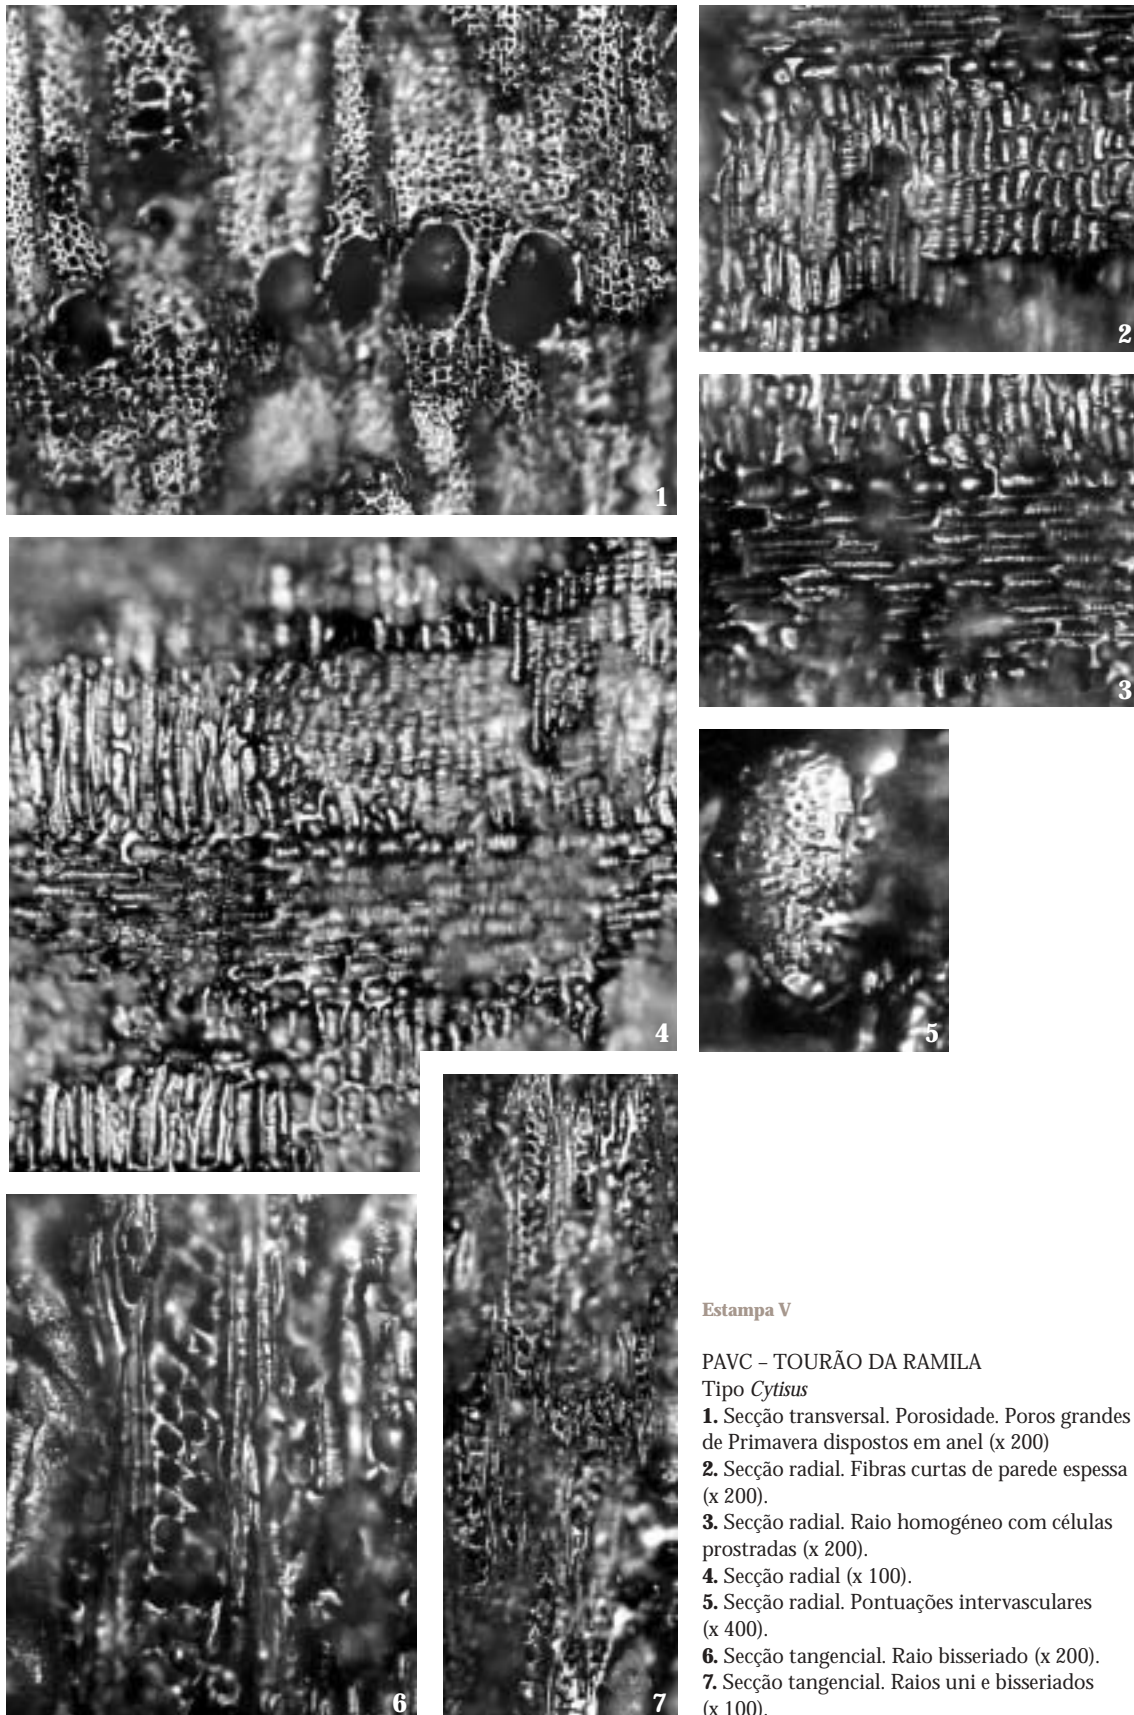 1
2
3
4
5
6
7
Estampa V
PAVC – TOURÃO DA RAMILA
Tipo Cytisus
1. Secção transversal. Porosidade. Poros grandes
de Primavera dispostos em anel (x 200)
2. Secção radial. Fibras curtas de parede espessa
(x 200).
3. Secção radial. Raio homogéneo com células
prostradas (x 200).
4. Secção radial (x 100).
5. Secção radial. Pontuações intervasculares
(x 400).
6. Secção tangencial. Raio bisseriado (x 200).
7. Secção tangencial. Raios uni e bisseriados
(x 100).